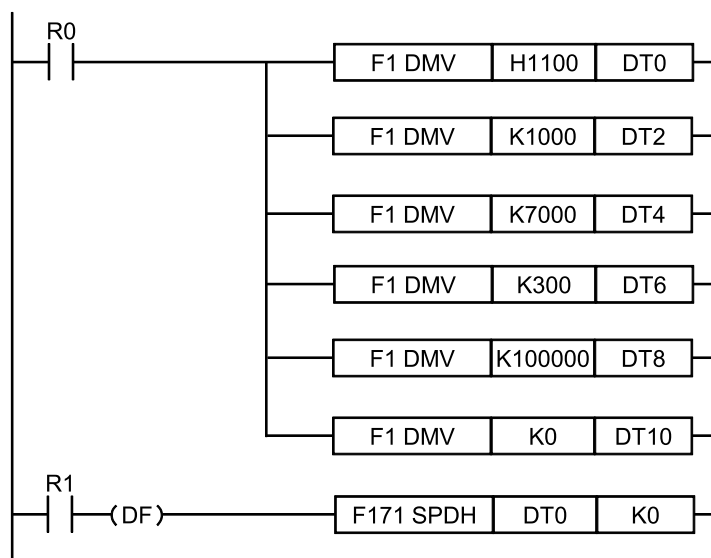 R0
F1 DMV H1100 DT0
F1 DMV K1000 DT2
F1 DMV K7000 DT4
F1 DMV K300 DT6
F1 DMV K100000 DT8
F1 DMV K0 DT10
R1
(DF) F171 SPDH DT0 K0